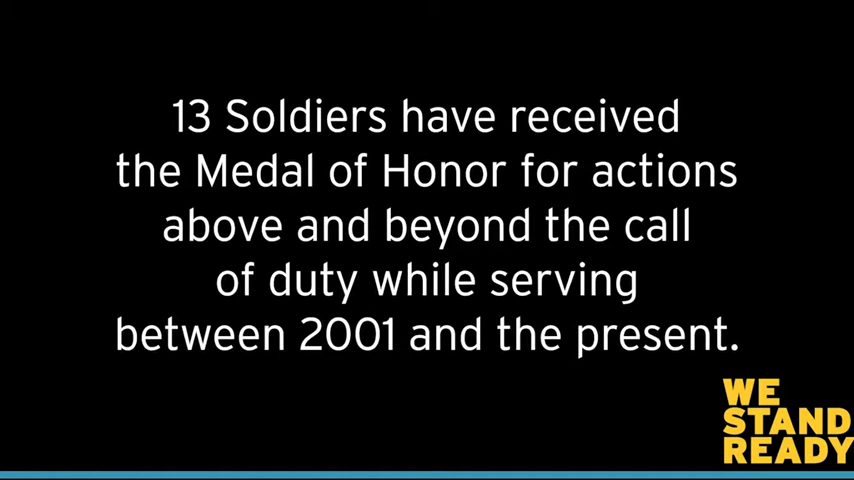 13 Soldiers have received
the Medal of Honor for actions
above and beyond the call
of duty while serving
between 2001 and the present.
WE
STAND
READY